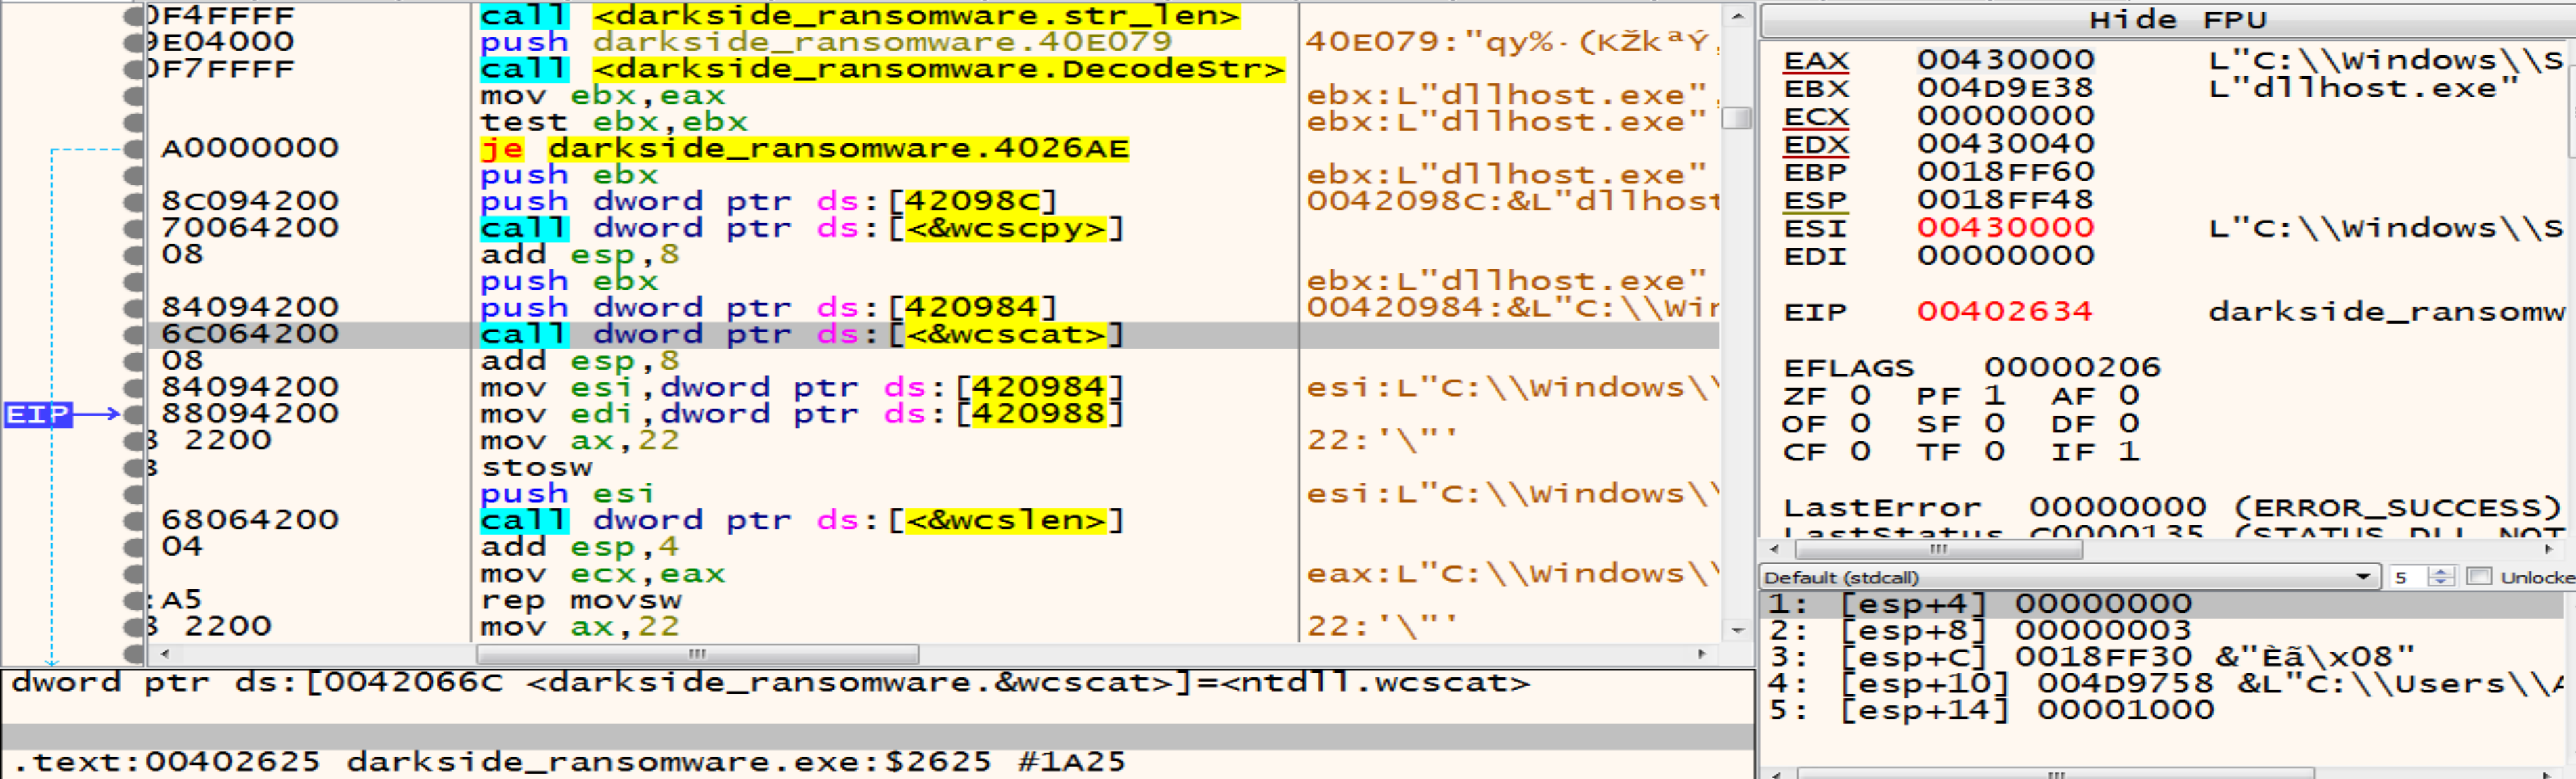 0F4FFFF call <darkside_ransomware.str_len>
9E04000 push darkside_ransomware.40E079 40E079:"qy%·(KŽkªÝ,
0F7FFFF call <darkside_ransomware.DecodeStr>
mov ebx,eax ebx:L"dllhost.exe",
test ebx,ebx ebx:L"dllhost.exe"
A0000000 je darkside_ransomware.4026AE
push ebx ebx:L"dllhost.exe"
8C094200 push dword ptr ds:[42098C] 0042098C:&L"dllhost
70064200 call dword ptr ds:[<&wcscpy>]
08 add esp,8
push ebx ebx:L"dllhost.exe"
84094200 push dword ptr ds:[420984] 00420984:&L"C:\\Win
6C064200 call dword ptr ds:[<&wcscat>]
08 add esp,8
84094200 mov esi,dword ptr ds:[420984] esi:L"C:\\Windows\\
EIP 88094200 mov edi,dword ptr ds:[420988]
3 2200 mov ax,22 22:'\"'
3 stosw
push esi esi:L"C:\\Windows\\
68064200 call dword ptr ds:[<&wcslen>]
04 add esp,4
mov ecx,eax eax:L"C:\\Windows\\
:A5 rep movsw
3 2200 mov ax,22 22:'\"'
dword ptr ds:[0042066C <darkside_ransomware.&wcscat>]=<ntdll.wcscat>
.text:00402625 darkside_ransomware.exe:$2625 #1A25
Hide FPU
EAX 00430000 L"C:\\Windows\\S
EBX 004D9E38 L"dllhost.exe"
ECX 00000000
EDX 00430040
EBP 0018FF60
ESP 0018FF48
ESI 00430000 L"C:\\Windows\\S
EDI 00000000
EIP 00402634 darkside_ransomw
EFLAGS 00000206
ZF 0 PF 1 AF 0
OF 0 SF 0 DF 0
CF 0 TF 0 IF 1
LastError 00000000 (ERROR_SUCCESS)
LastStatus C0000135 (STATUS_DLL_NOT
Default (stdcall) 5 Unlocke
1: [esp+4] 00000000
2: [esp+8] 00000003
3: [esp+C] 0018FF30 &"Èã\x08"
4: [esp+10] 004D9758 &L"C:\\Users\\A
5: [esp+14] 00001000